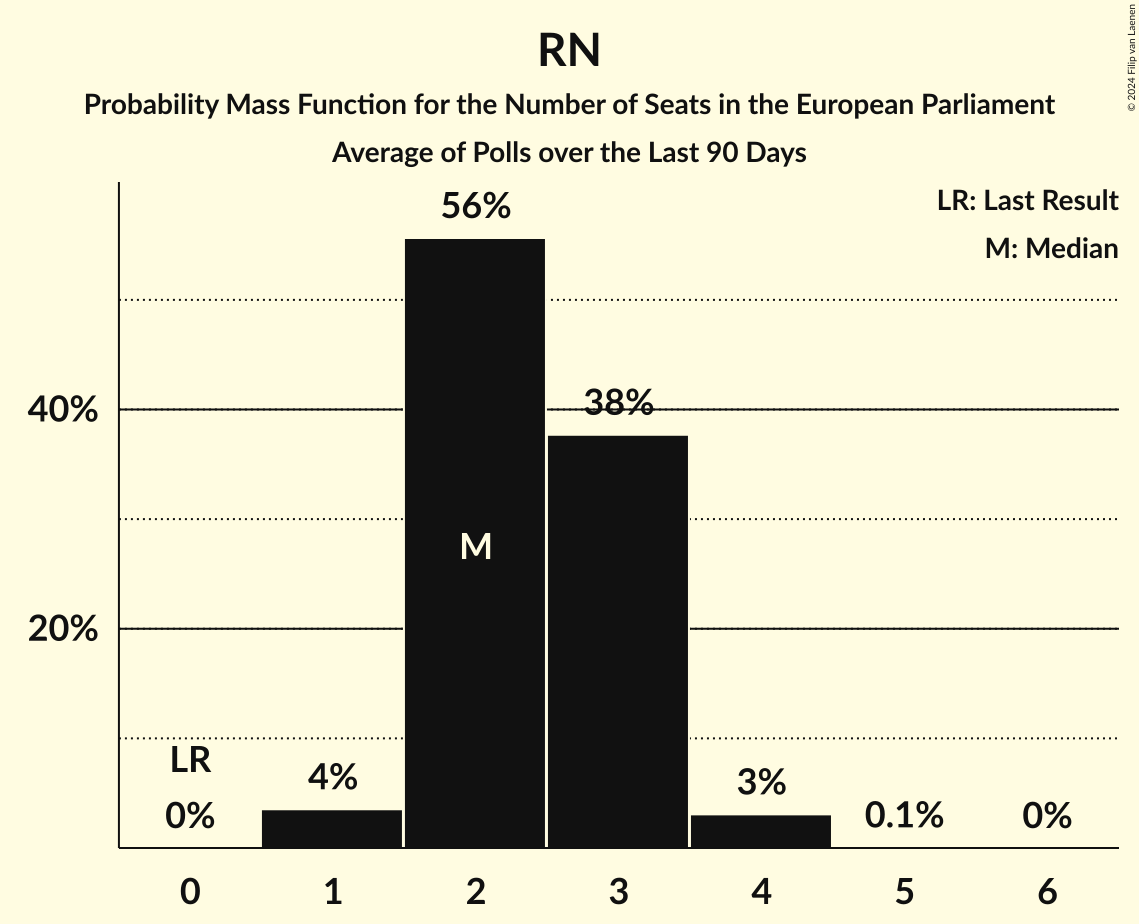 RN
Probability Mass Function for the Number of Seats in the European Parliament
Average of Polls over the Last 90 Days
© 2024 Filip van Laenen
LR: Last Result
M: Median
56%
38%
40%
M
20%
LR
0%
4%
3%
0.1%
0%
0 1 2 3 4 5 6